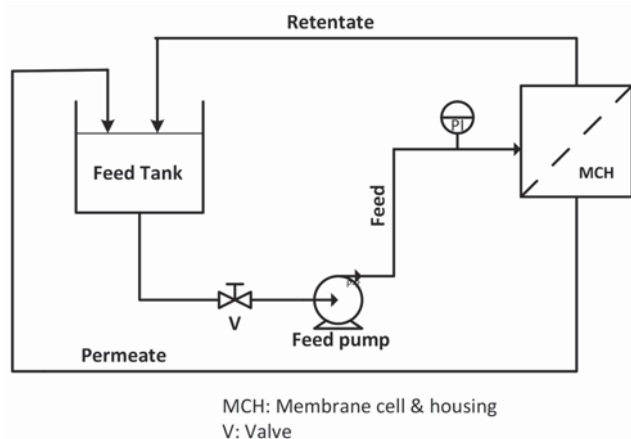 Retentate
PI
Feed Tank
MCH
Feed
V
Feed pump
Permeate
MCH: Membrane cell & housing
V: Valve